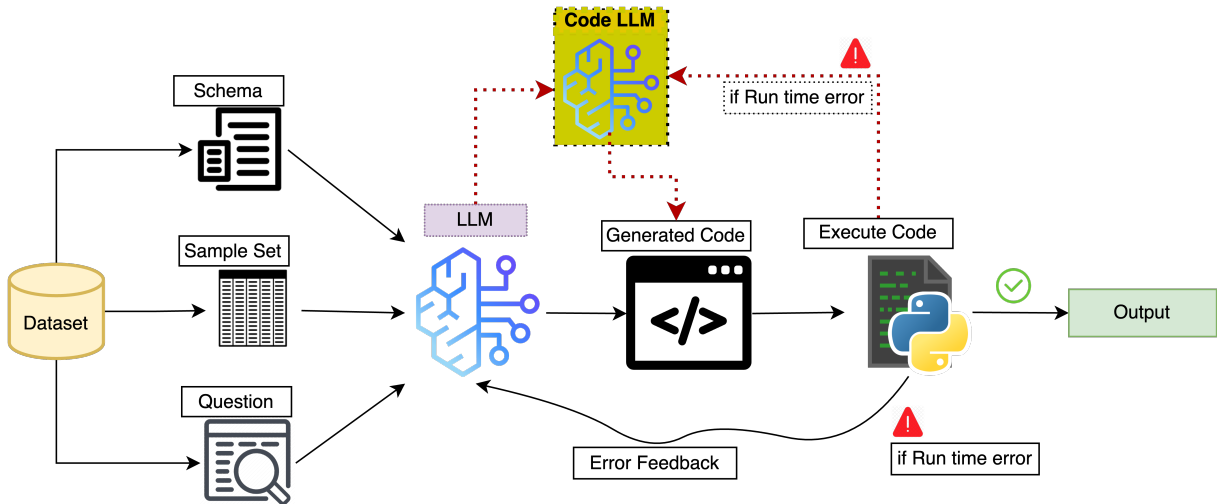 Code LLM
if Run time error
Schema
LLM
Sample Set
Generated Code
Execute Code
Dataset
</>
Output
Question
Error Feedback
if Run time error